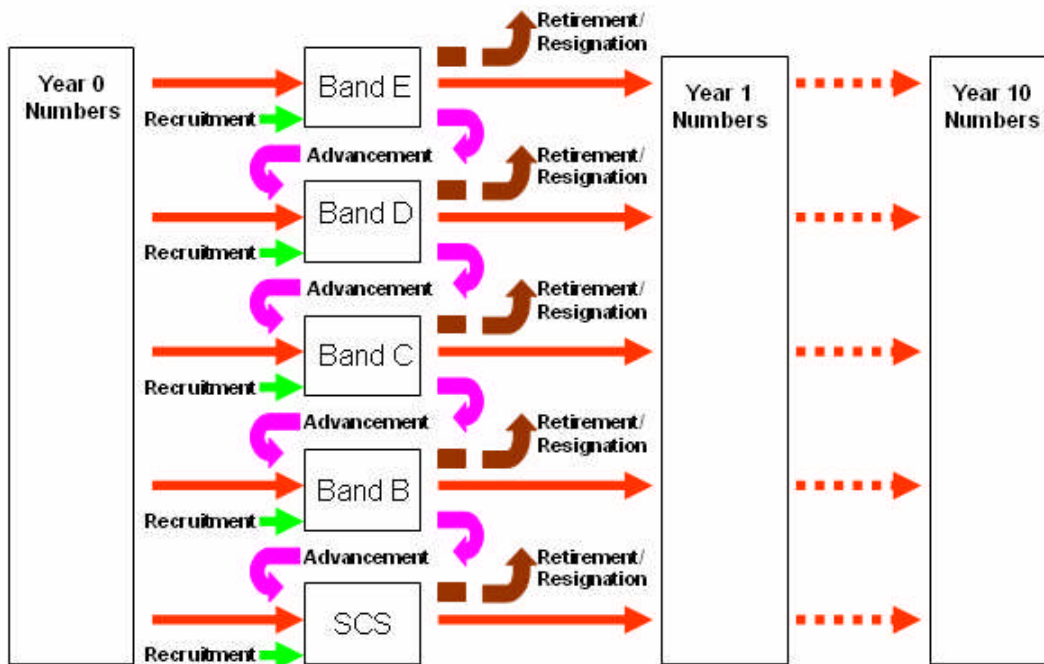 Year 0
Numbers
Retirement/
Resignation
Band E
Year 1
Numbers
Year 10
Numbers
Recruitment
Advancement
Retirement/
Resignation
Band D
Recruitment
Advancement
Retirement/
Resignation
Band C
Recruitment
Advancement
Retirement/
Resignation
Band B
Recruitment
Advancement
Retirement/
Resignation
SCS
Recruitment